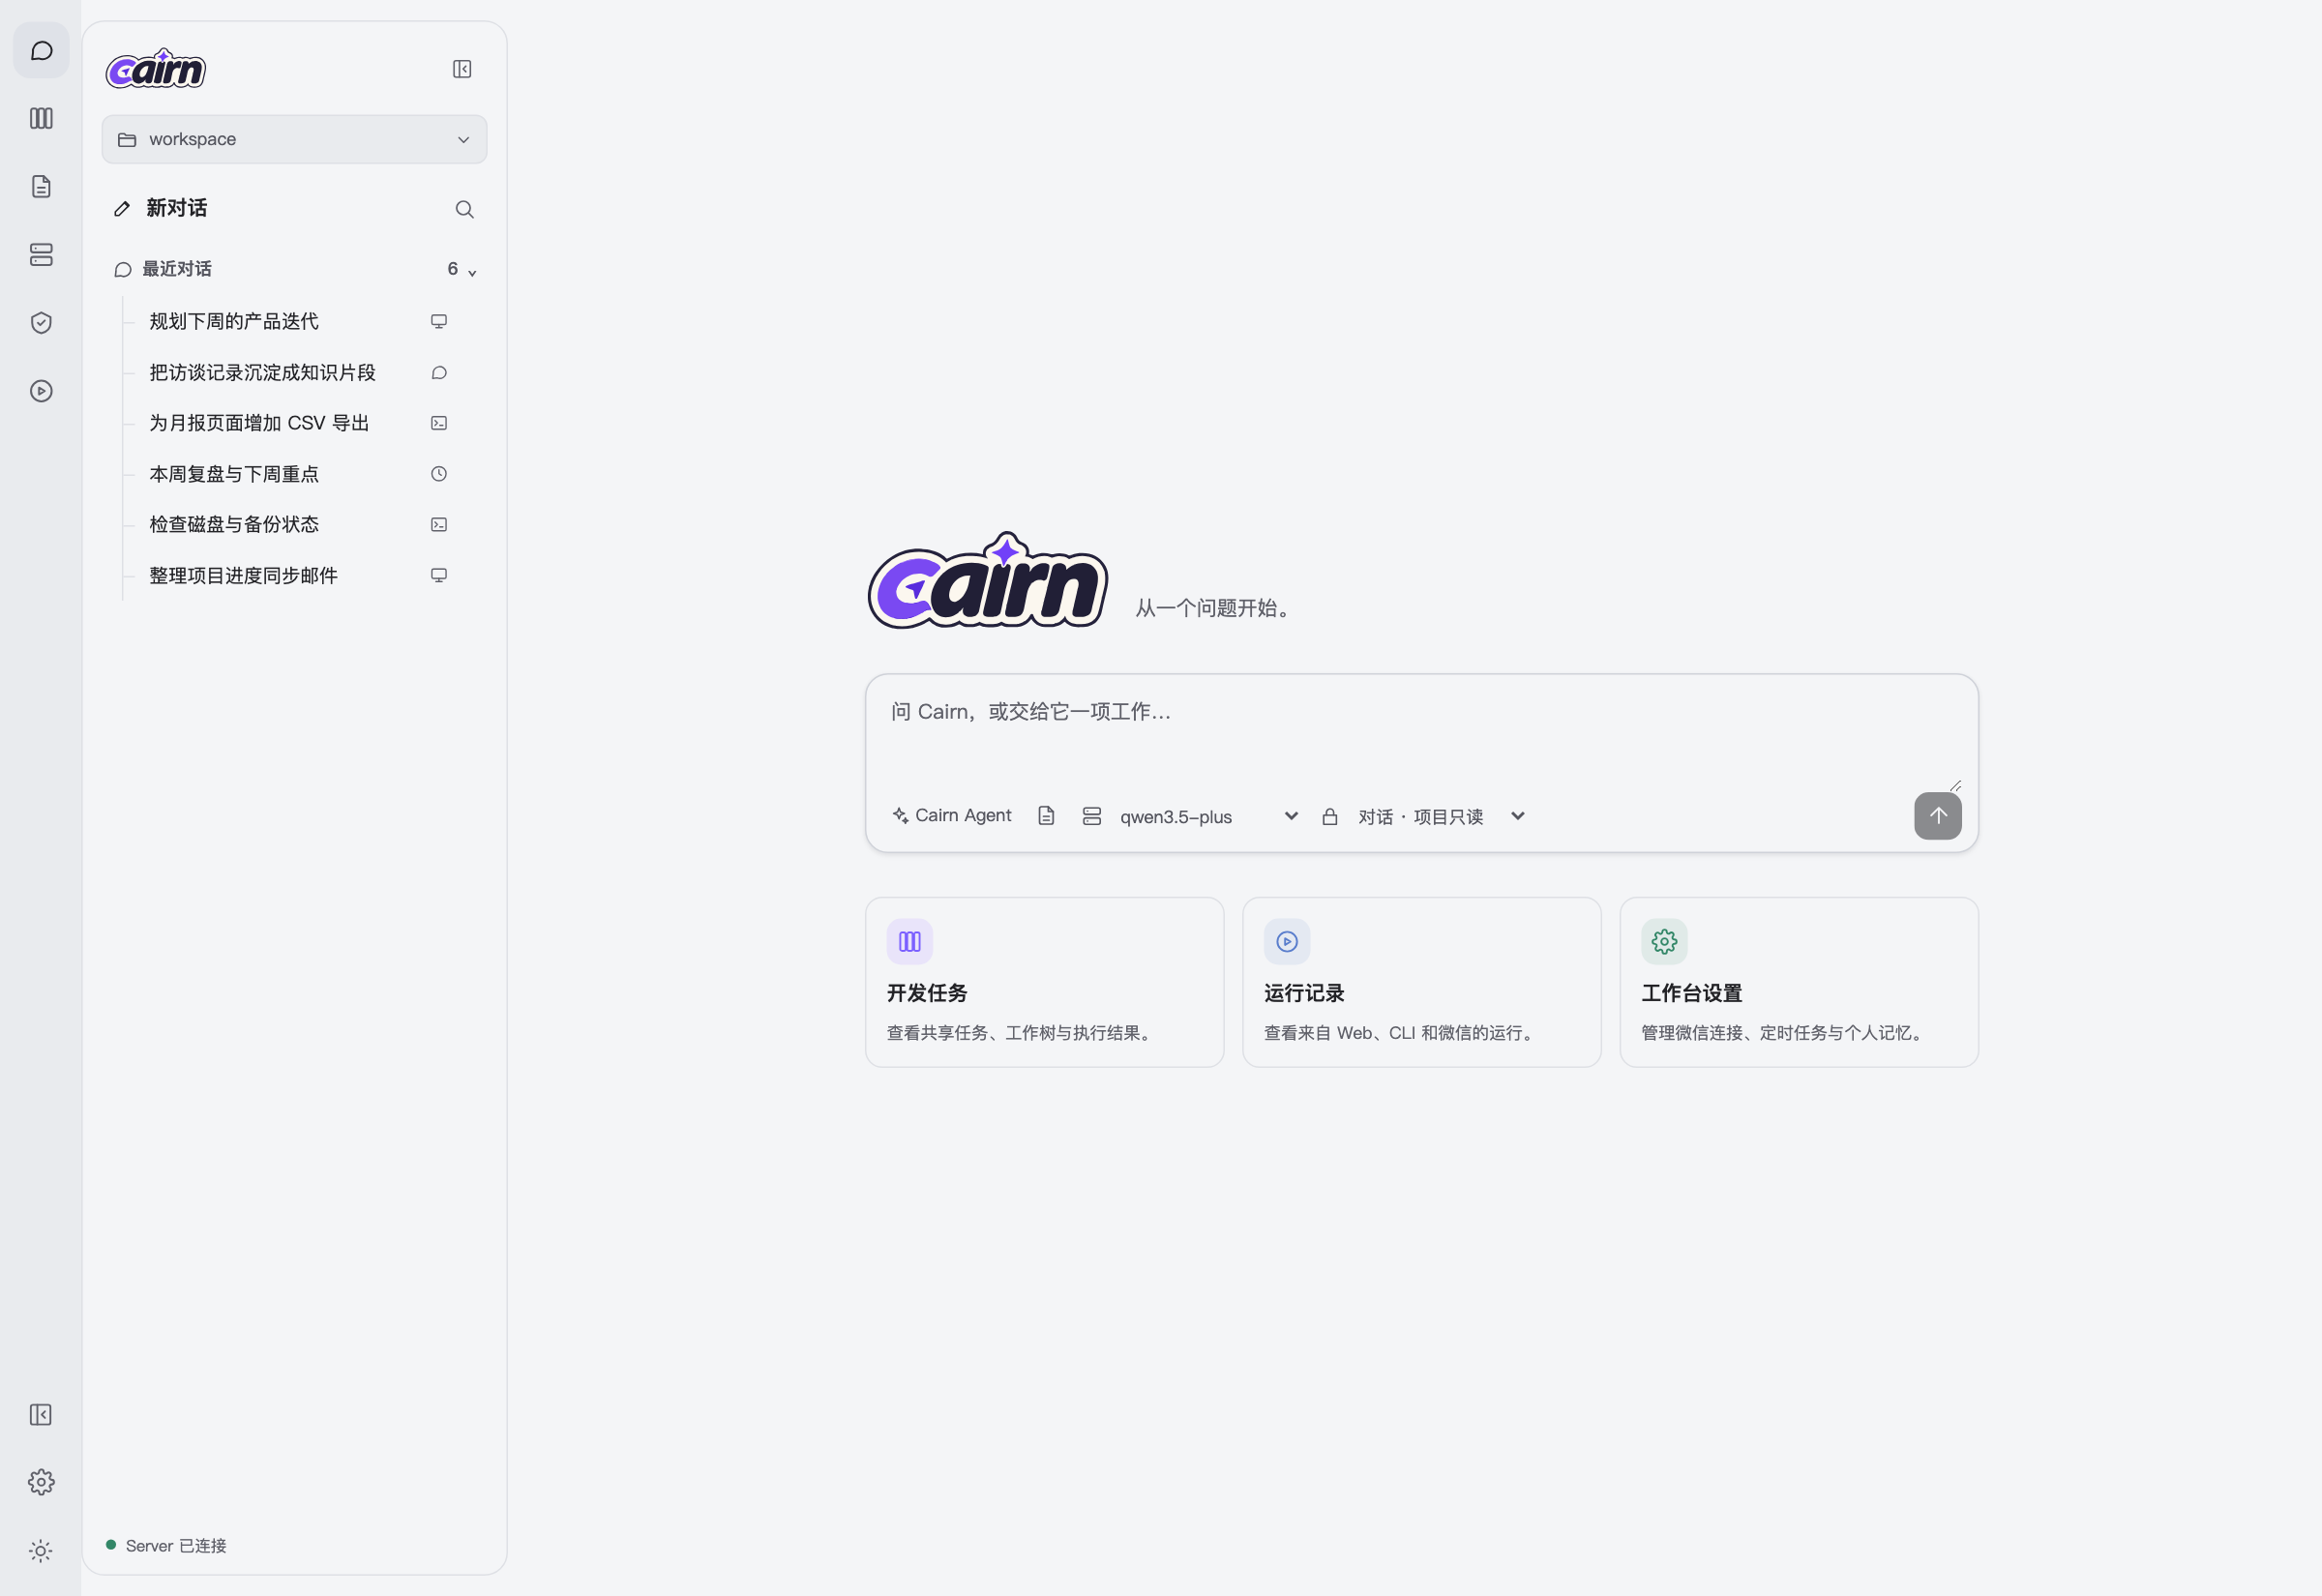 cairn
workspace
新对话
最近对话 6
规划下周的产品迭代
把访谈记录沉淀成知识片段
为月报页面增加 CSV 导出
本周复盘与下周重点
检查磁盘与备份状态
整理项目进度同步邮件
Server 已连接
cairn 从一个问题开始。
问 Cairn，或交给它一项工作...
Cairn Agent qwen3.5-plus 对话 · 项目只读
开发任务
查看共享任务、工作树与执行结果。
运行记录
查看来自 Web、CLI 和微信的运行。
工作台设置
管理微信连接、定时任务与个人记忆。